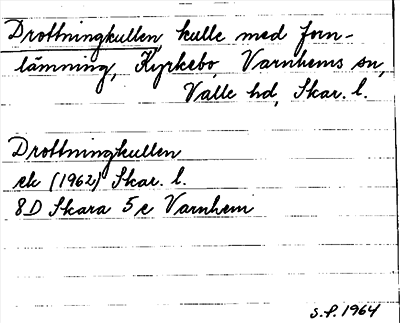 Drottningkullen, kulle med forn-
lämning, Kyrkebo, Varnhems sn,
Valle hd, Skar. l.
Drottningkullen
ek (1962) Skar. l.
8D Skara 5e Varnhem
S.P. 1964